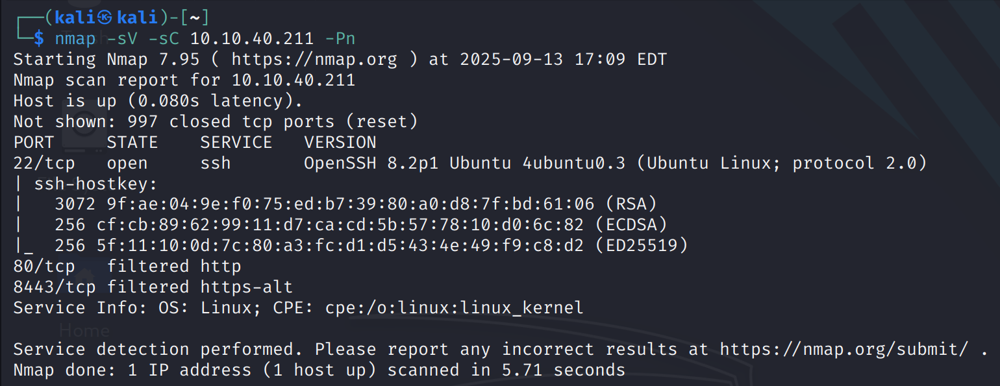 ┌──(kali㉿kali)-[~]
└─$ nmap -sV -sC 10.10.40.211 -Pn
Starting Nmap 7.95 ( https://nmap.org ) at 2025-09-13 17:09 EDT
Nmap scan report for 10.10.40.211
Host is up (0.080s latency).
Not shown: 997 closed tcp ports (reset)
PORT     STATE    SERVICE   VERSION
22/tcp   open     ssh       OpenSSH 8.2p1 Ubuntu 4ubuntu0.3 (Ubuntu Linux; protocol 2.0)
| ssh-hostkey:
|   3072 9f:ae:04:9e:f0:75:ed:b7:39:80:a0:d8:7f:bd:61:06 (RSA)
|   256 cf:cb:89:62:99:11:d7:ca:cd:5b:57:78:10:d0:6c:82 (ECDSA)
|_  256 5f:11:10:0d:7c:80:a3:fc:d1:d5:43:4e:49:f9:c8:d2 (ED25519)
80/tcp   filtered http
8443/tcp filtered https-alt
Service Info: OS: Linux; CPE: cpe:/o:linux:linux_kernel
Home
Service detection performed. Please report any incorrect results at https://nmap.org/submit/ .
Nmap done: 1 IP address (1 host up) scanned in 5.71 seconds